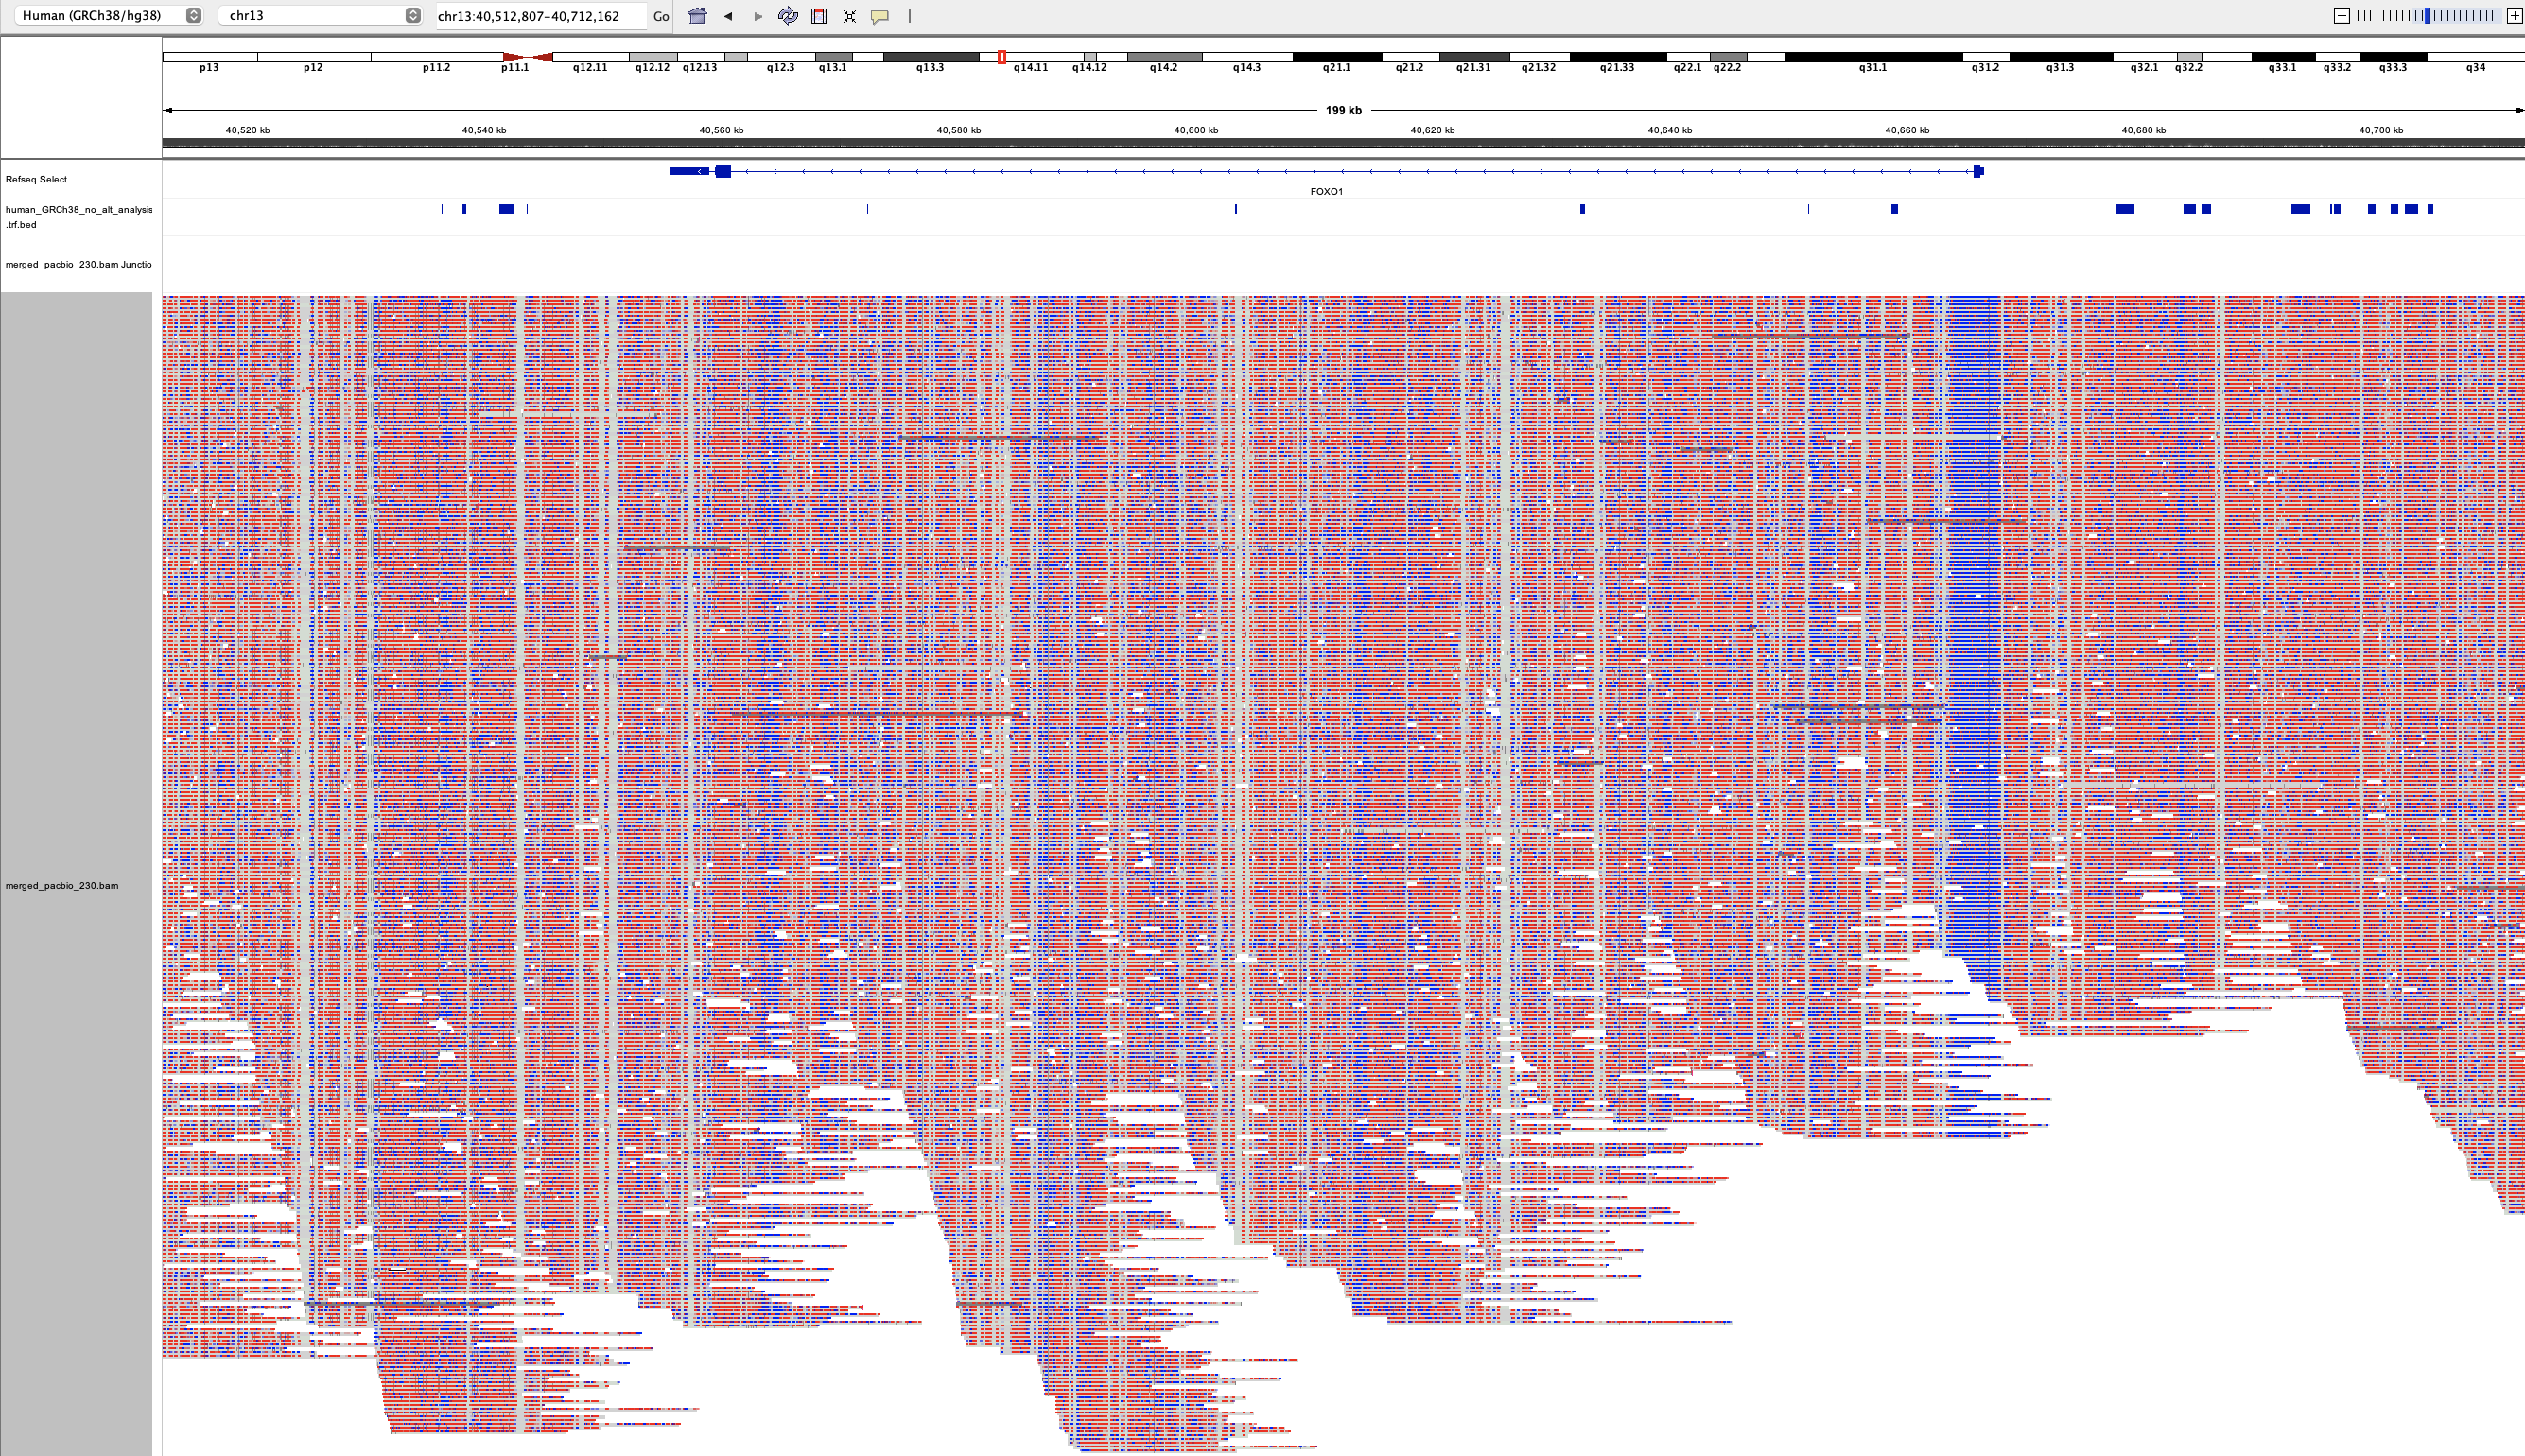 Human (GRCh38/hg38) chr13 chr13:40,512,807-40,712,162 Go
p13 p12 p11.2 p11.1 q12.11 q12.12 q12.13 q12.3 q13.1 q13.3 q14.11 q14.12 q14.2 q14.3 q21.1 q21.2 q21.31 q21.32 q21.33 q22.1 q22.2 q31.1 q31.2 q31.3 q32.1 q32.2 q33.1 q33.2 q33.3 q34
199 kb
40,520 kb 40,540 kb 40,560 kb 40,580 kb 40,600 kb 40,620 kb 40,640 kb 40,660 kb 40,680 kb 40,700 kb
Refseq Select
FOXO1
human_GRCh38_no_alt_analysis
.trf.bed
merged_pacbio_230.bam Junctio
merged_pacbio_230.bam